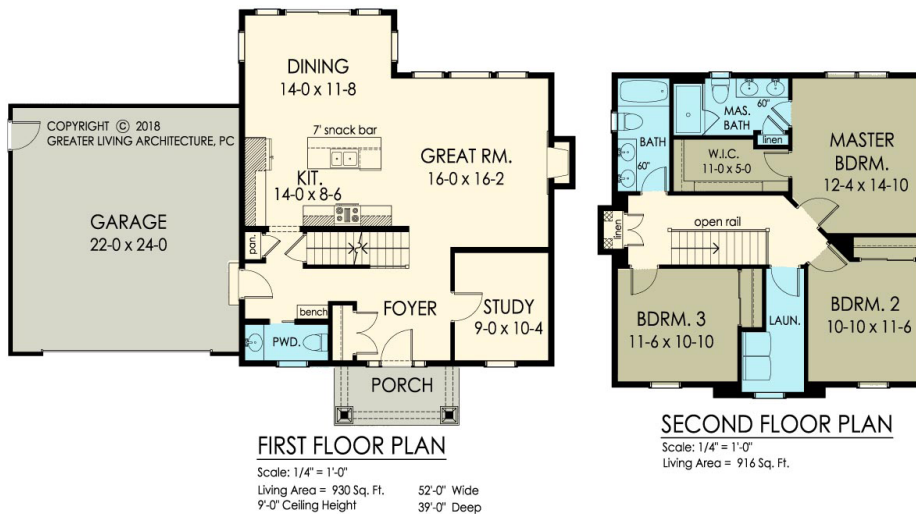 DINING
14-0 x 11-8
COPYRIGHT © 2018
GREATER LIVING ARCHITECTURE, PC
7' snack bar
GREAT RM.
16-0 x 16-2
KIT.
14-0 x 8-6
GARAGE
22-0 x 24-0
pan.
FOYER
bench
STUDY
9-0 x 10-4
PWD.
PORCH
FIRST FLOOR PLAN
Scale: 1/4" = 1'-0"
Living Area = 930 Sq. Ft.
9'-0" Ceiling Height
52'-0" Wide
39'-0" Deep
60"
MAS.
BATH
linen
BATH
60"
W.I.C.
11-0 x 5-0
MASTER
BDRM.
12-4 x 14-10
linen
open rail
BDRM. 3
11-6 x 10-10
LAUN.
BDRM. 2
10-10 x 11-6
SECOND FLOOR PLAN
Scale: 1/4" = 1'-0"
Living Area = 916 Sq. Ft.